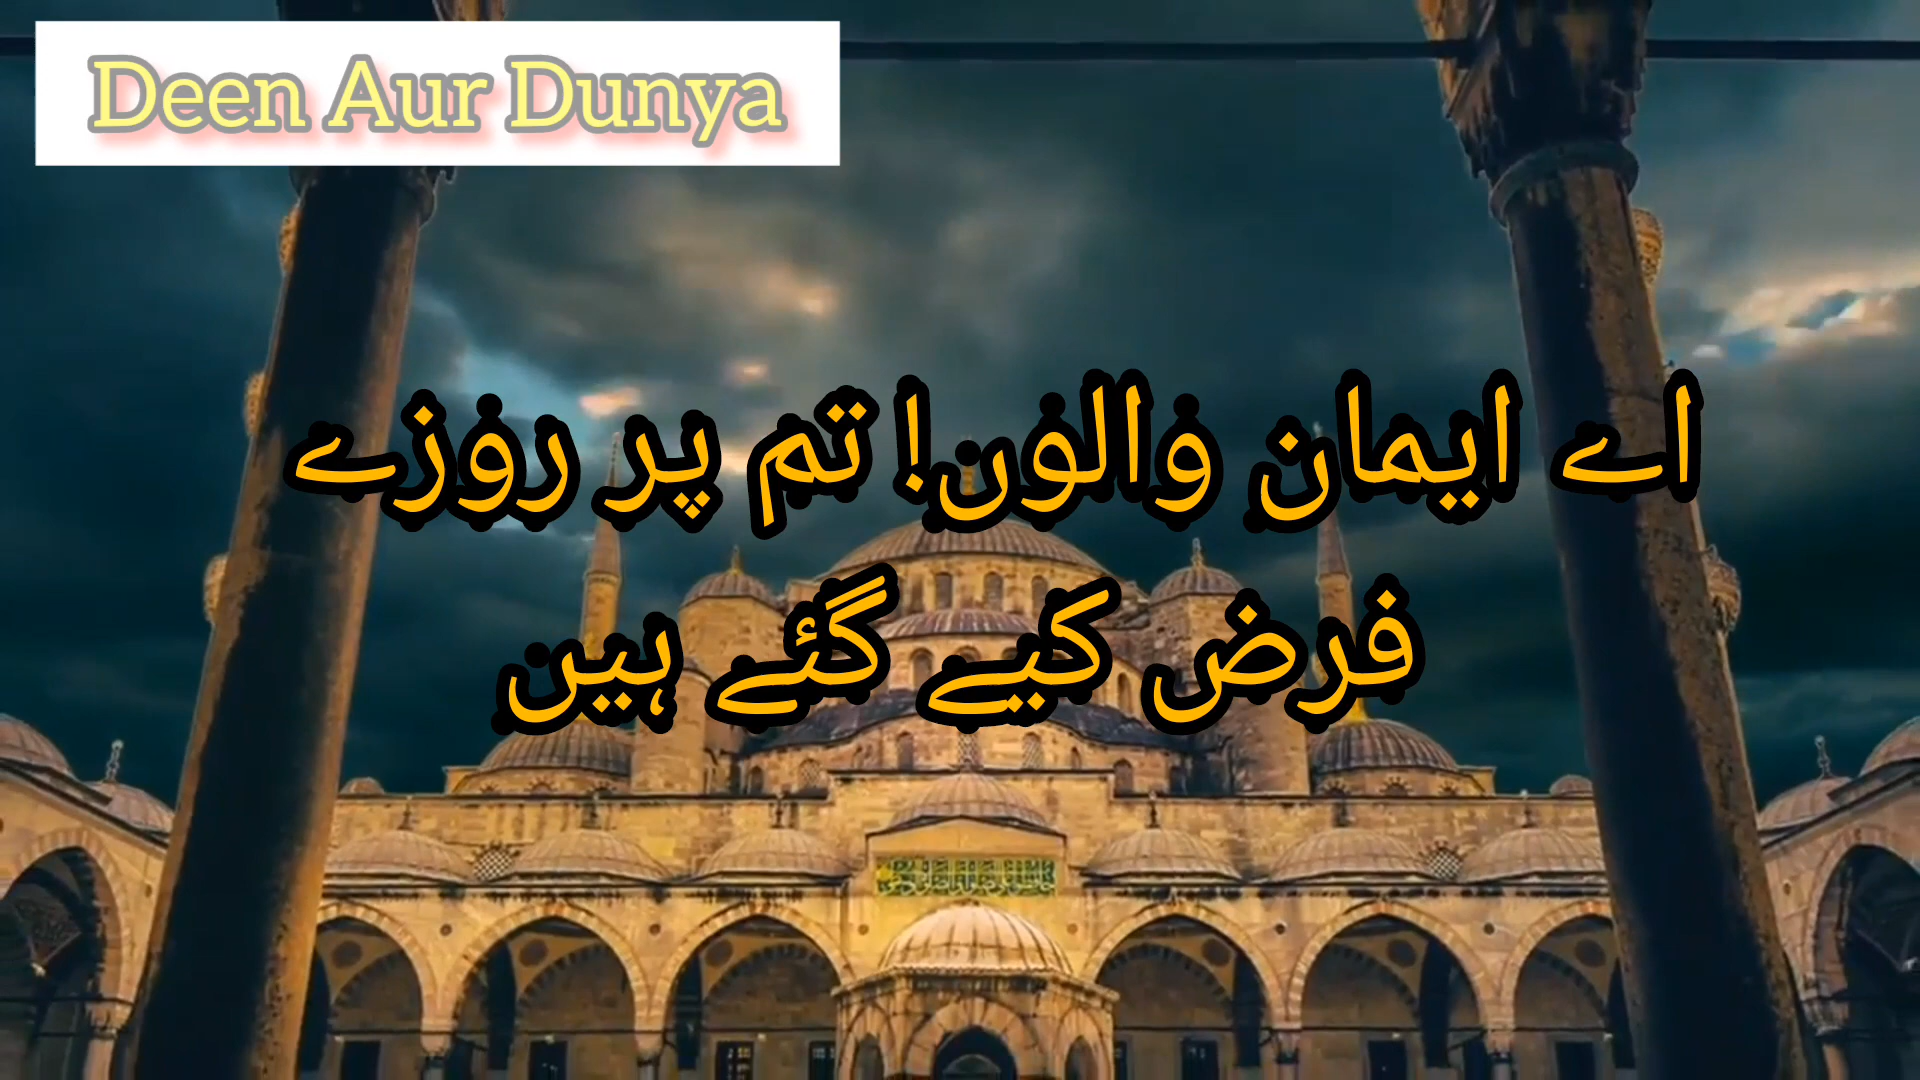 Deen Aur Dunya
اے ایمان والوں! تم پر روزے
فرض کیے گئے ہیں